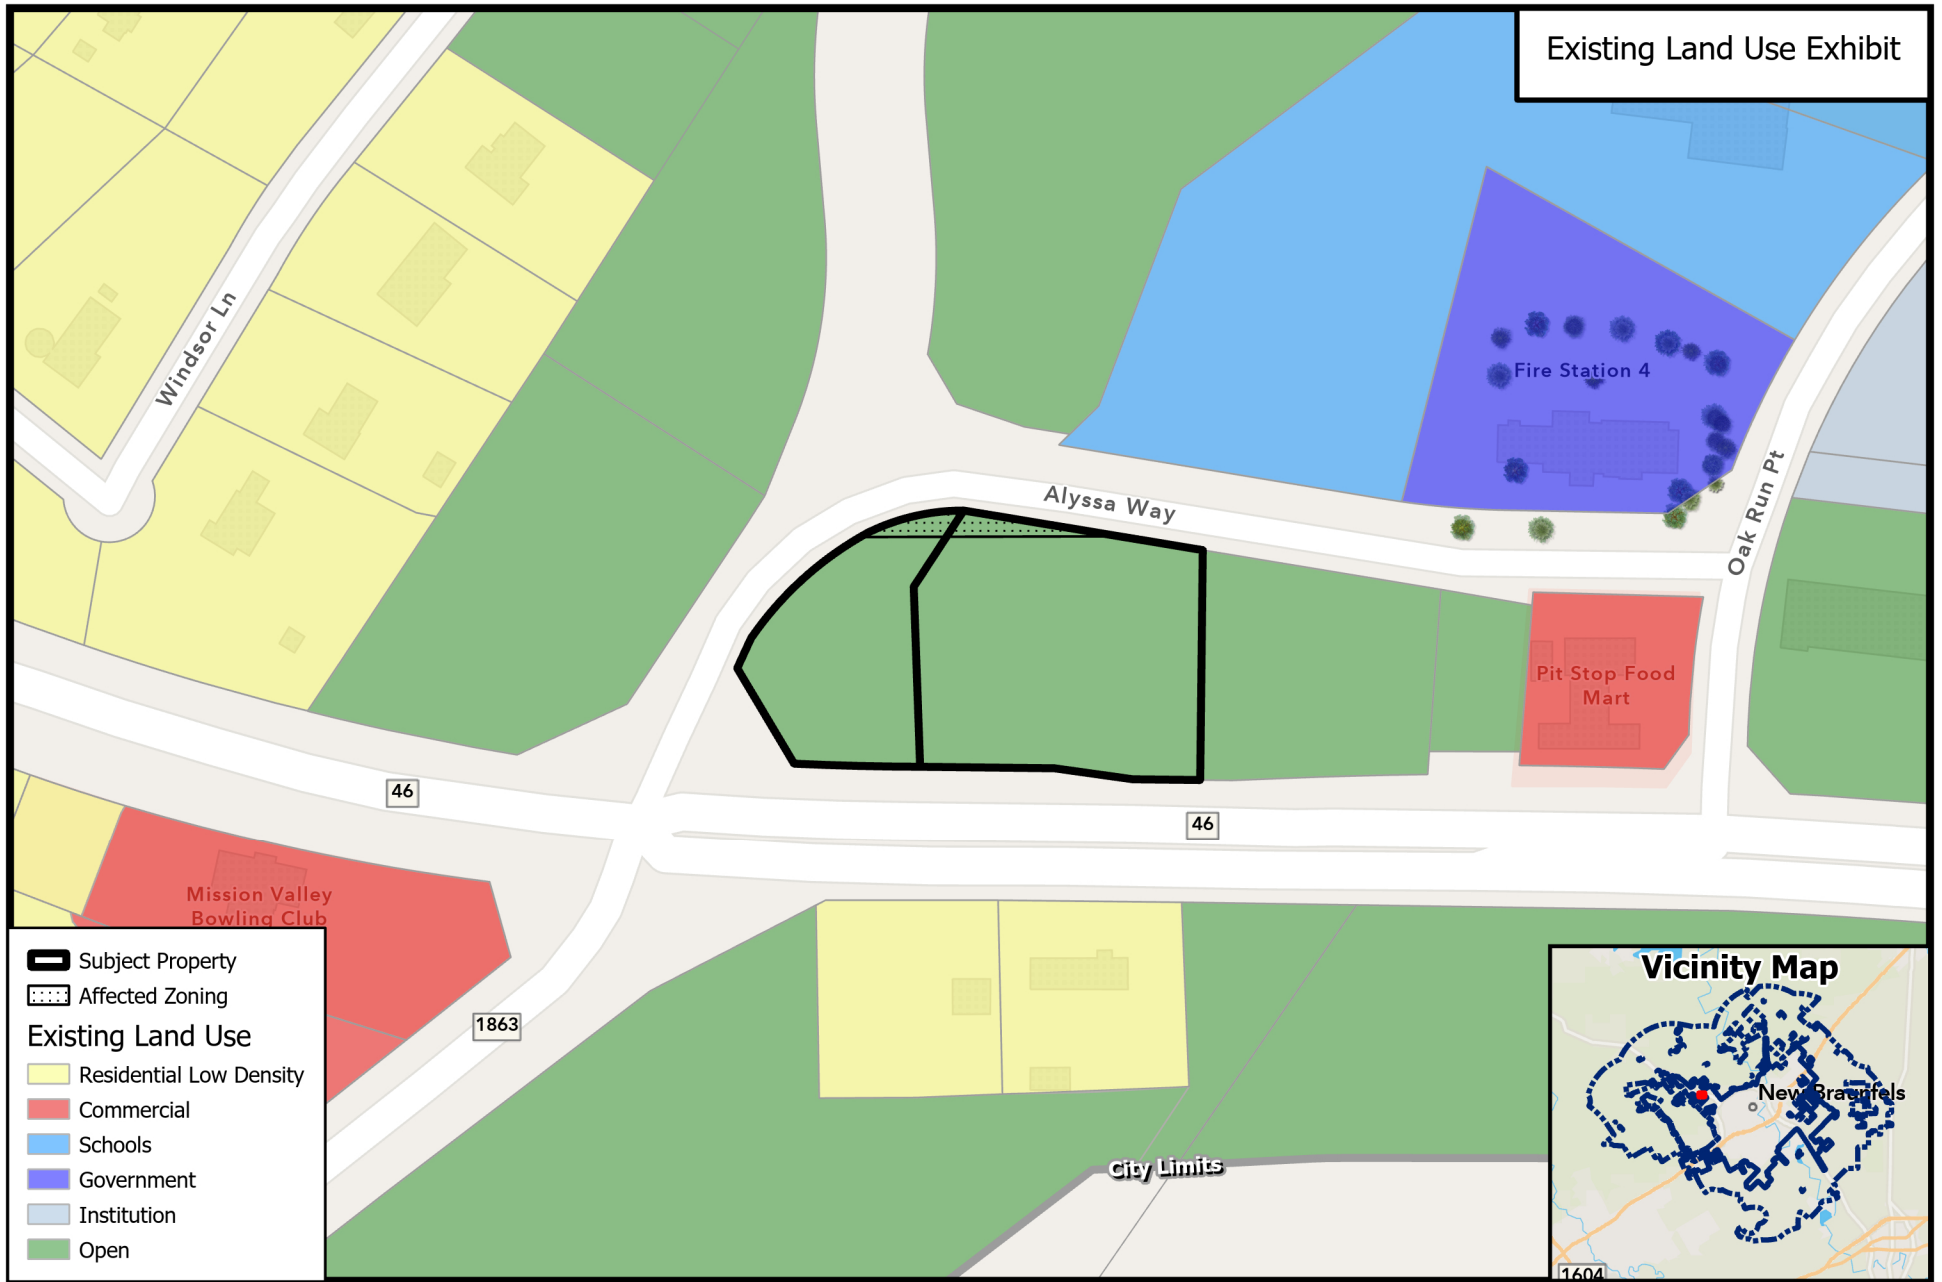 Existing Land Use Exhibit
Windsor Ln
Fire Station 4
Alyssa Way
Oak Run Pt
Pit Stop Food
Mart
46
46
Mission Valley
Bowling Club
1863
City Limits
Subject Property
Affected Zoning
Existing Land Use
Residential Low Density
Commercial
Schools
Government
Institution
Open
Vicinity Map
New Braunfels
1604